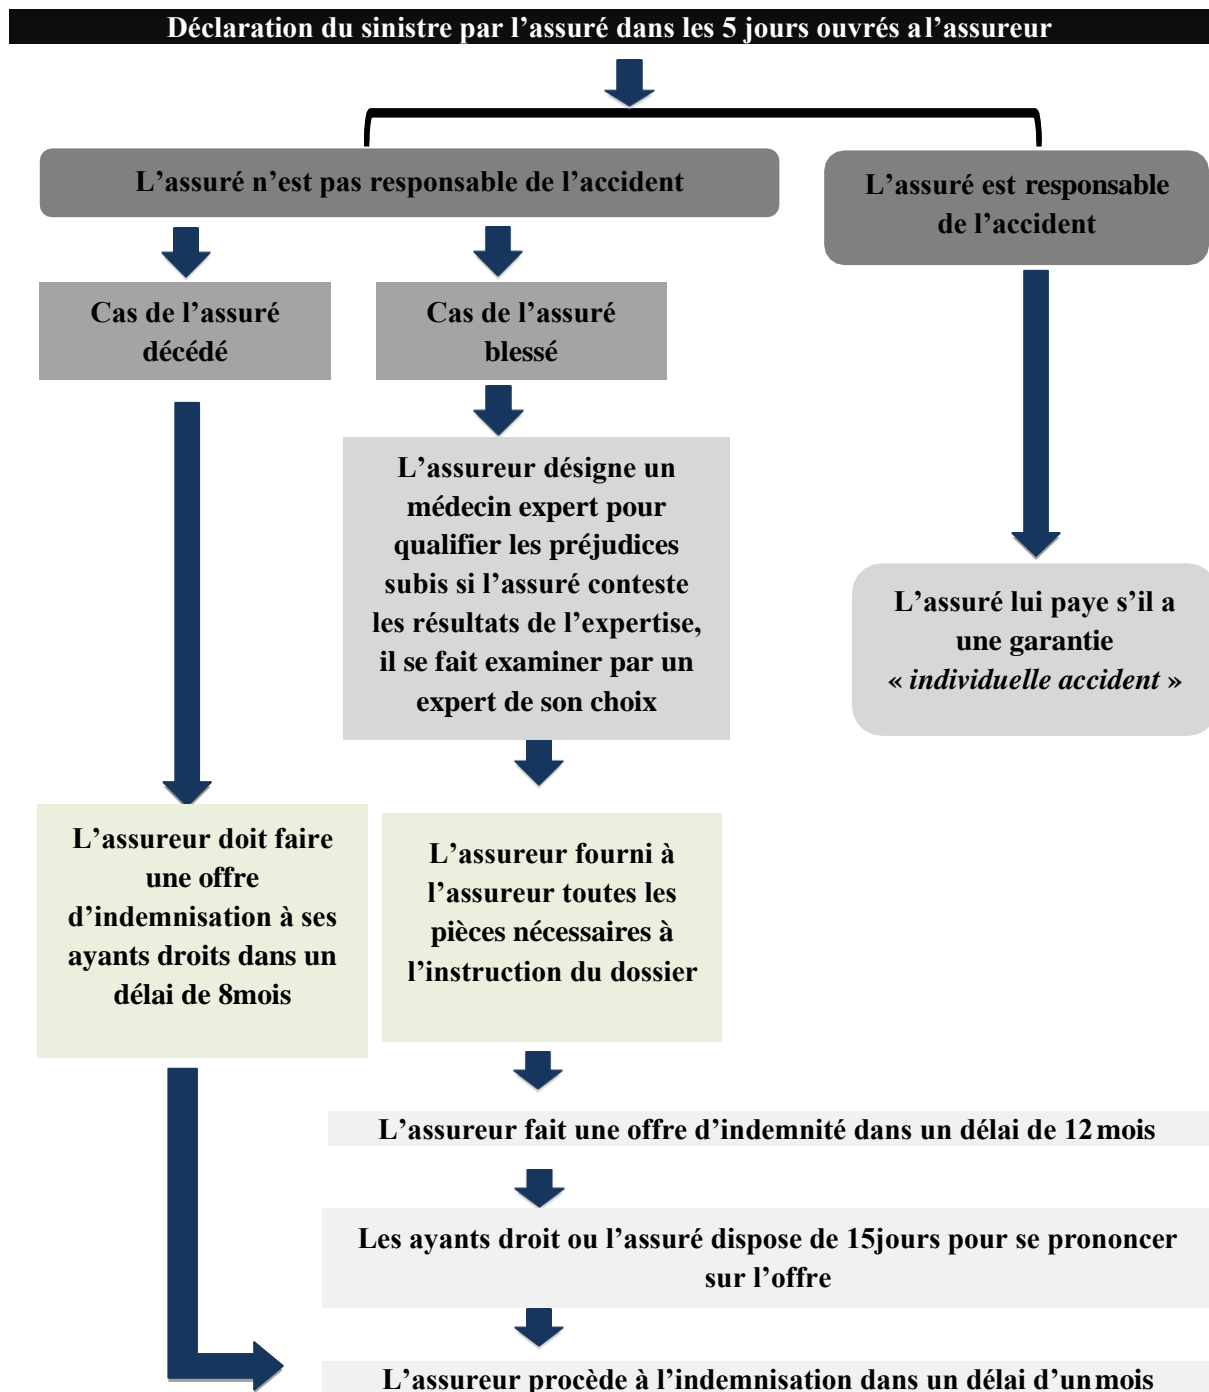 Déclaration du sinistre par l’assuré dans les 5 jours ouvrés a l’assureur
L’assuré n’est pas responsable de l’accident
L’assuré est responsable
de l’accident
Cas de l’assuré
décédé
Cas de l’assuré
blessé
L’assureur désigne un
médecin expert pour
qualifier les préjudices
subis si l’assuré conteste
les résultats de l’expertise,
il se fait examiner par un
expert de son choix
L’assuré lui paye s’il a
une garantie
« individuelle accident »
L’assureur doit faire
une offre
d’indemnisation à ses
ayants droits dans un
délai de 8mois
L’assureur fourni à
l’assureur toutes les
pièces nécessaires à
l’instruction du dossier
L’assureur fait une offre d’indemnité dans un délai de 12 mois
Les ayants droit ou l’assuré dispose de 15jours pour se prononcer
sur l’offre
L’assureur procède à l’indemnisation dans un délai d’un mois